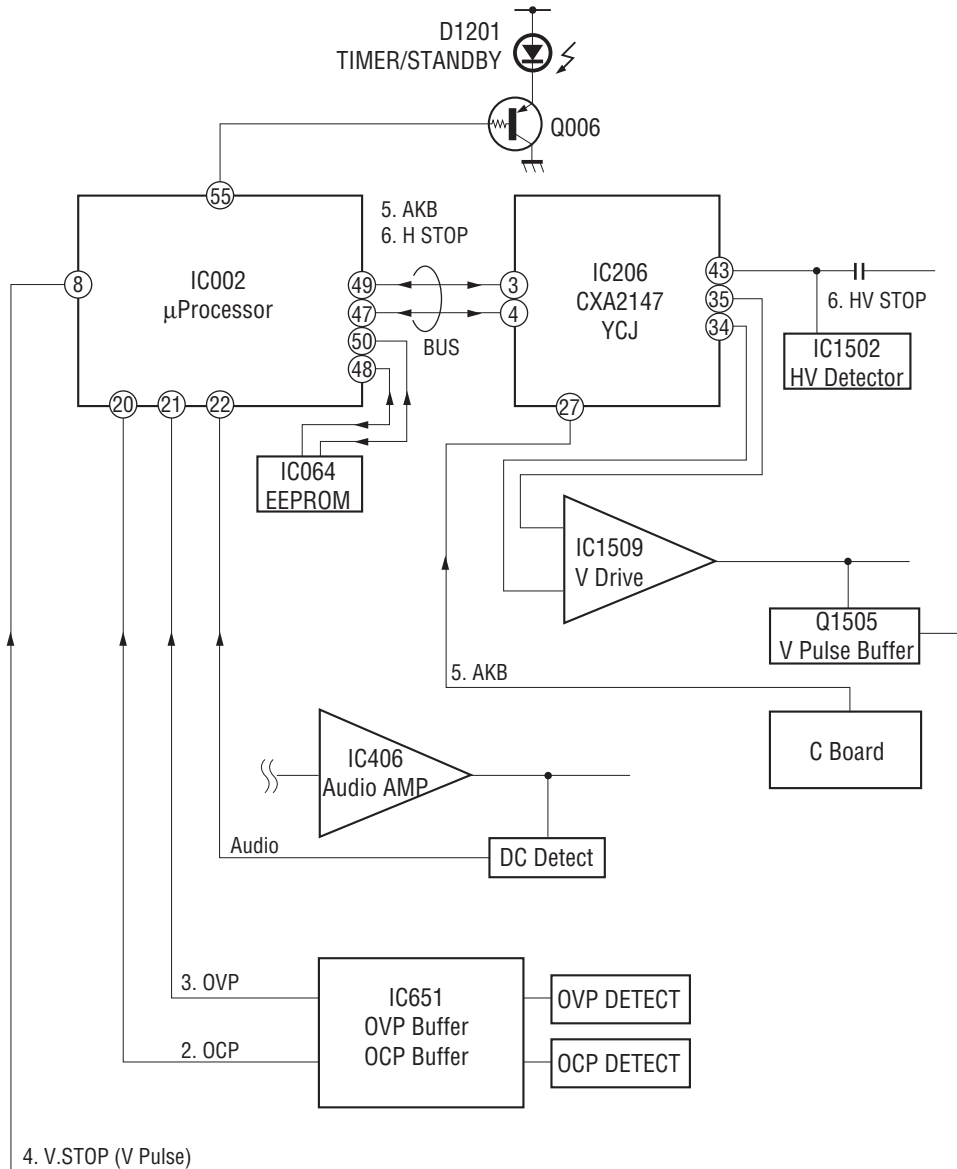 D1201
TIMER/STANDBY
Q006
55
5. AKB
6. H STOP
8
IC002
µProcessor
49
47
50
48
BUS
3
4
IC206
CXA2147
YCJ
43
35
34
6. HV STOP
IC1502
HV Detector
20
21
22
27
IC064
EEPROM
IC1509
V Drive
Q1505
V Pulse Buffer
5. AKB
C Board
IC406
Audio AMP
Audio
DC Detect
3. OVP
2. OCP
IC651
OVP Buffer
OCP Buffer
OVP DETECT
OCP DETECT
4. V.STOP (V Pulse)